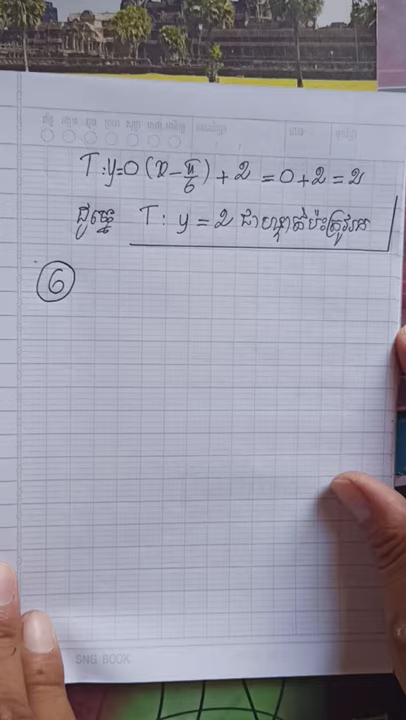 T: y=0(x-π/6)+2=0+2=2
ដូច្នេះ T: y=2 ជាបន្ទាត់ប៉ះត្រូវរក
6
SNG BOOK